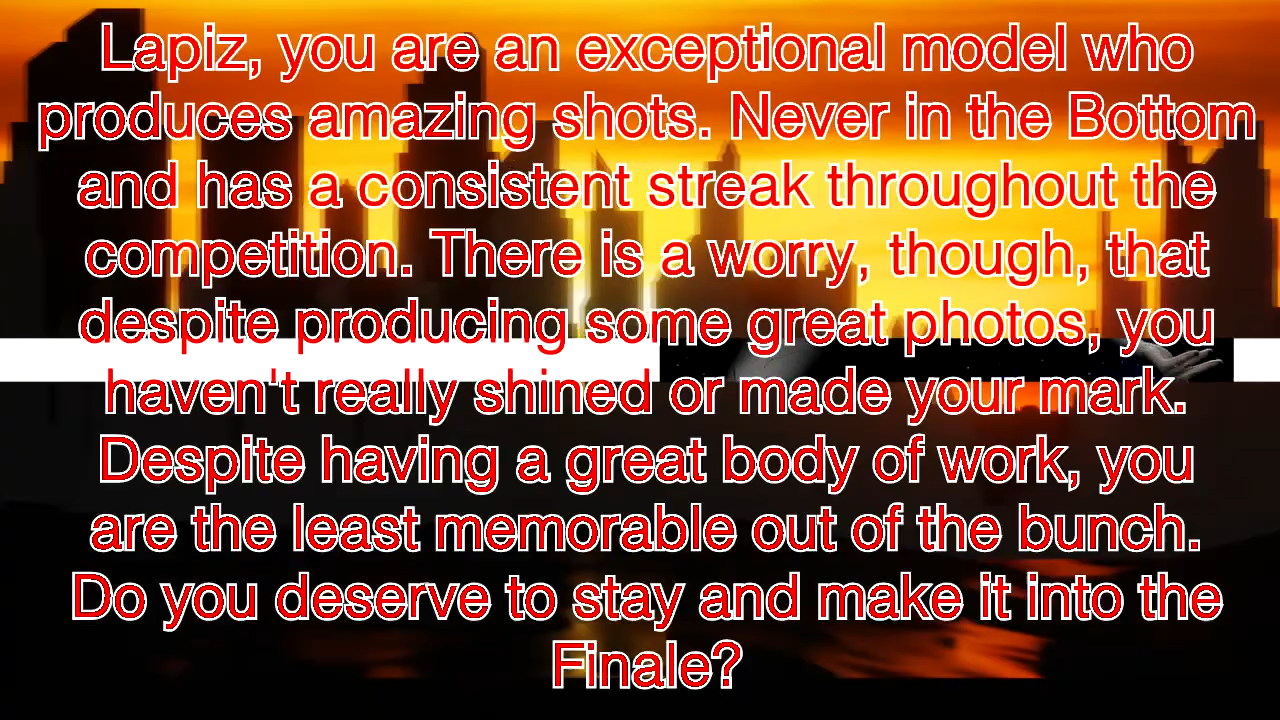 Lapiz, you are an exceptional model who
produces amazing shots. Never in the Bottom
and has a consistent streak throughout the
competition. There is a worry, though, that
despite producing some great photos, you
haven't really shined or made your mark.
Despite having a great body of work, you
are the least memorable out of the bunch.
Do you deserve to stay and make it into the
Finale?